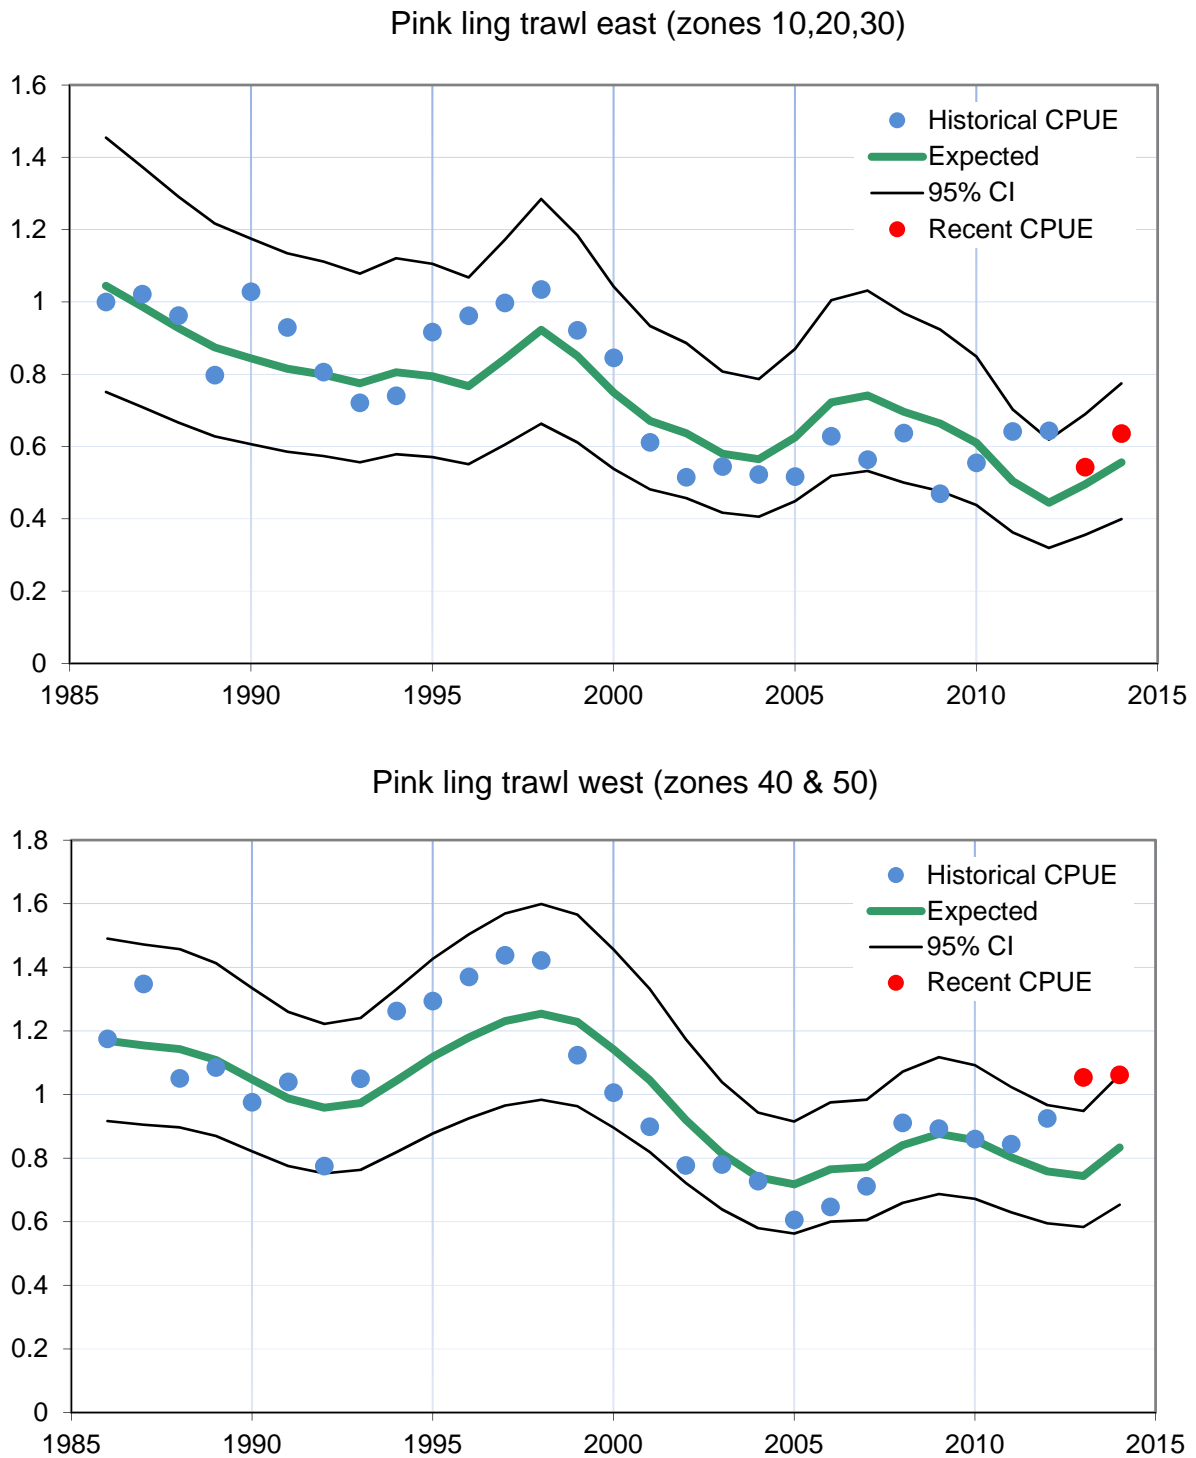 Pink ling trawl east (zones 10,20,30)
1.6
1.4
1.2
1
0.8
0.6
0.4
0.2
0
Historical CPUE
Expected
95% CI
Recent CPUE
1985 1990 1995 2000 2005 2010 2015
Pink ling trawl west (zones 40 & 50)
1.8
1.6
1.4
1.2
1
0.8
0.6
0.4
0.2
0
Historical CPUE
Expected
95% CI
Recent CPUE
1985 1990 1995 2000 2005 2010 2015